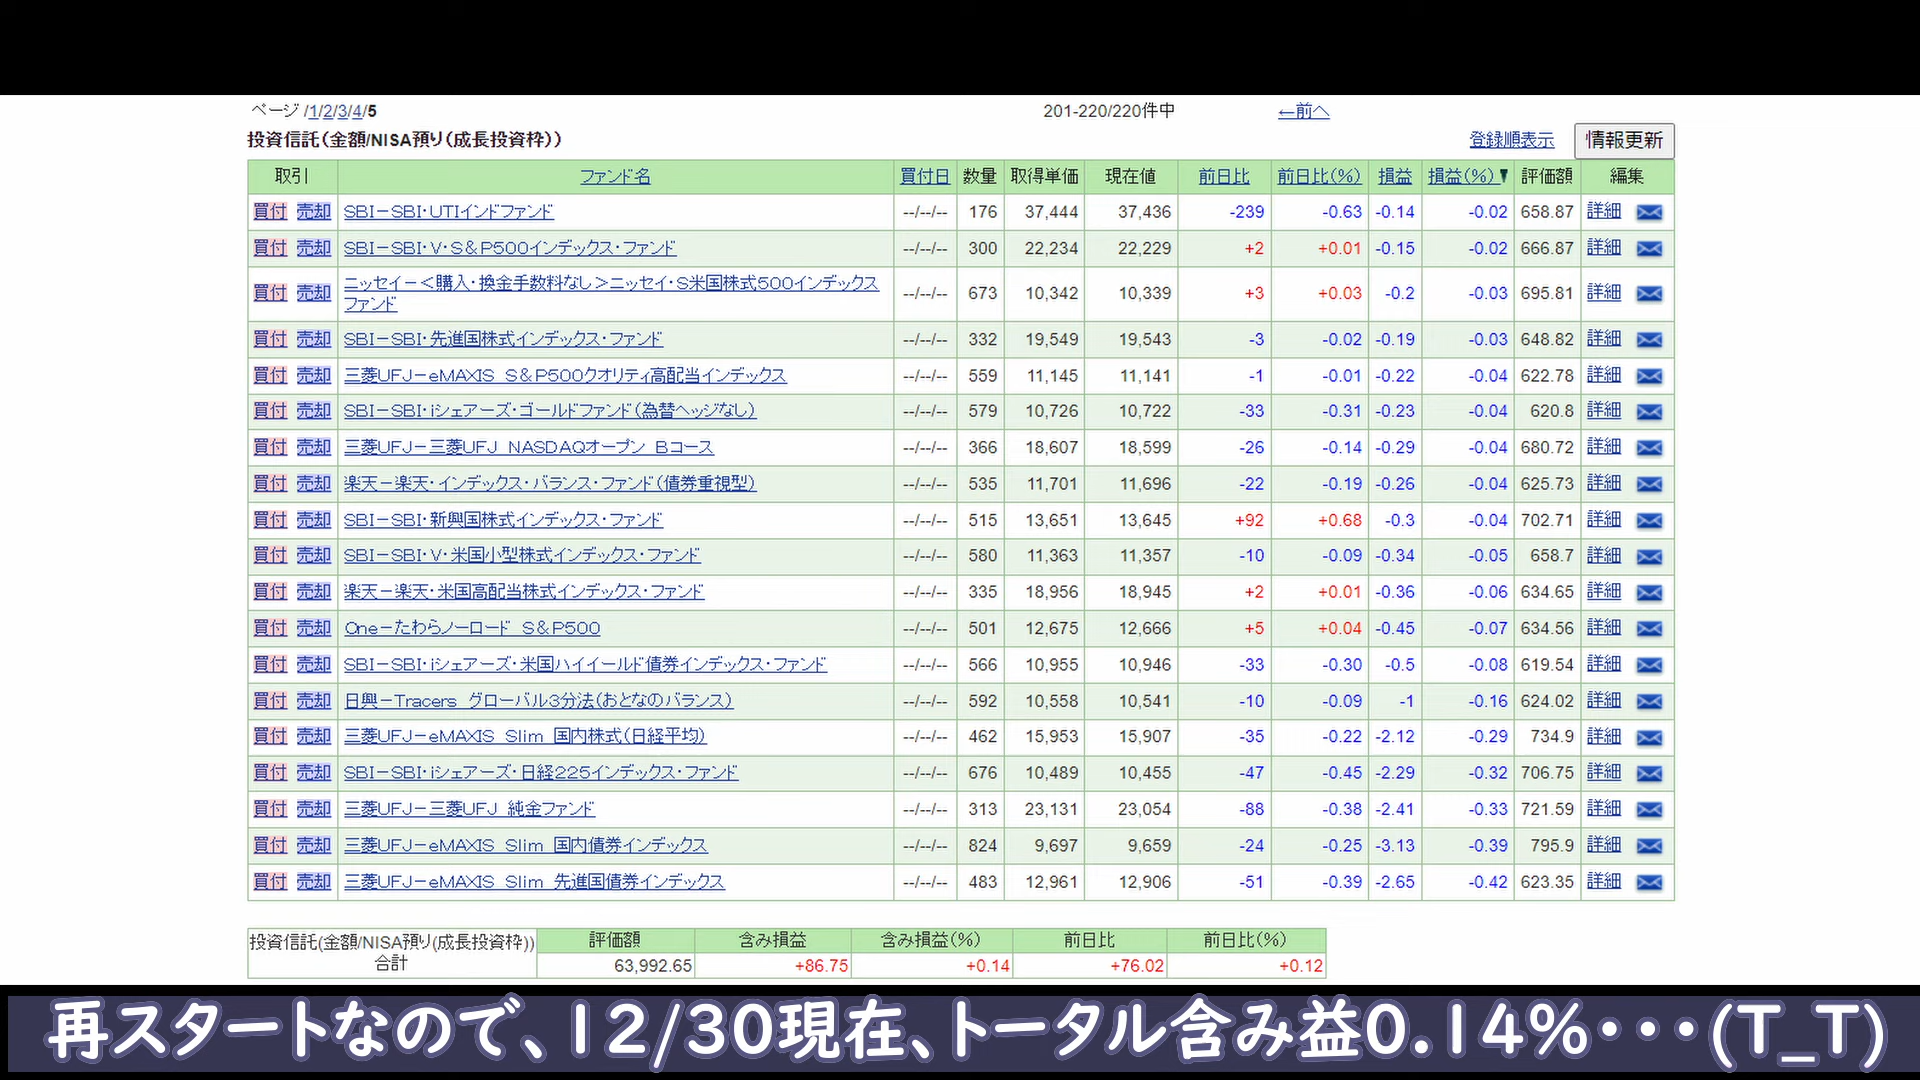 ページ /1/2/3/4/5 201-220/220件中 ←前へ
投資信託(金額/NISA預り(成長投資枠)) 登録順表示 情報更新
取引 ファンド名 買付日 数量 取得単価 現在値 前日比 前日比(%) 損益 損益(%)▼ 評価額 編集
買付 売却 SBI-SBI・UTIインドファンド --/--/-- 176 37,444 37,436 -239 -0.63 -0.14 -0.02 658.87 詳細
買付 売却 SBI-SBI・V・S&P500インデックス・ファンド --/--/-- 300 22,234 22,229 +2 +0.01 -0.15 -0.02 666.87 詳細
買付 売却 ニッセイ-<購入・換金手数料なし>ニッセイ・S米国株式500インデックス
ファンド --/--/-- 673 10,342 10,339 +3 +0.03 -0.2 -0.03 695.81 詳細
買付 売却 SBI-SBI・先進国株式インデックス・ファンド --/--/-- 332 19,549 19,543 -3 -0.02 -0.19 -0.03 648.82 詳細
買付 売却 三菱UFJ-eMAXIS S&P500クオリティ高配当インデックス --/--/-- 559 11,145 11,141 -1 -0.01 -0.22 -0.04 622.78 詳細
買付 売却 SBI-SBI・iシェアーズ・ゴールドファンド(為替ヘッジなし) --/--/-- 579 10,726 10,722 -33 -0.31 -0.23 -0.04 620.8 詳細
買付 売却 三菱UFJ-三菱UFJ NASDAQオープン Bコース --/--/-- 366 18,607 18,599 -26 -0.14 -0.29 -0.04 680.72 詳細
買付 売却 楽天-楽天・インデックス・バランス・ファンド(債券重視型) --/--/-- 535 11,701 11,696 -22 -0.19 -0.26 -0.04 625.73 詳細
買付 売却 SBI-SBI・新興国株式インデックス・ファンド --/--/-- 515 13,651 13,645 +92 +0.68 -0.3 -0.04 702.71 詳細
買付 売却 SBI-SBI・V・米国小型株式インデックス・ファンド --/--/-- 580 11,363 11,357 -10 -0.09 -0.34 -0.05 658.7 詳細
買付 売却 楽天-楽天・米国高配当株式インデックス・ファンド --/--/-- 335 18,956 18,945 +2 +0.01 -0.36 -0.06 634.65 詳細
買付 売却 One-たわらノーロード S&P500 --/--/-- 501 12,675 12,666 +5 +0.04 -0.45 -0.07 634.56 詳細
買付 売却 SBI-SBI・iシェアーズ・米国ハイイールド債券インデックス・ファンド --/--/-- 566 10,955 10,946 -33 -0.30 -0.5 -0.08 619.54 詳細
買付 売却 日興-Tracers グローバル3分法(おとなのバランス) --/--/-- 592 10,558 10,541 -10 -0.09 -1 -0.16 624.02 詳細
買付 売却 三菱UFJ-eMAXIS Slim 国内株式(日経平均) --/--/-- 462 15,953 15,907 -35 -0.22 -2.12 -0.29 734.9 詳細
買付 売却 SBI-SBI・iシェアーズ・日経225インデックス・ファンド --/--/-- 676 10,489 10,455 -47 -0.45 -2.29 -0.32 706.75 詳細
買付 売却 三菱UFJ-三菱UFJ 純金ファンド --/--/-- 313 23,131 23,054 -88 -0.38 -2.41 -0.33 721.59 詳細
買付 売却 三菱UFJ-eMAXIS Slim 国内債券インデックス --/--/-- 824 9,697 9,659 -24 -0.25 -3.13 -0.39 795.9 詳細
買付 売却 三菱UFJ-eMAXIS Slim 先進国債券インデックス --/--/-- 483 12,961 12,906 -51 -0.39 -2.65 -0.42 623.35 詳細
投資信託(金額/NISA預り(成長投資枠))
合計
評価額 含み損益 含み損益(%) 前日比 前日比(%)
63,992.65 +86.75 +0.14 +76.02 +0.12
再スタートなので、12/30現在、トータル含み益0.14%・・・(T_T)